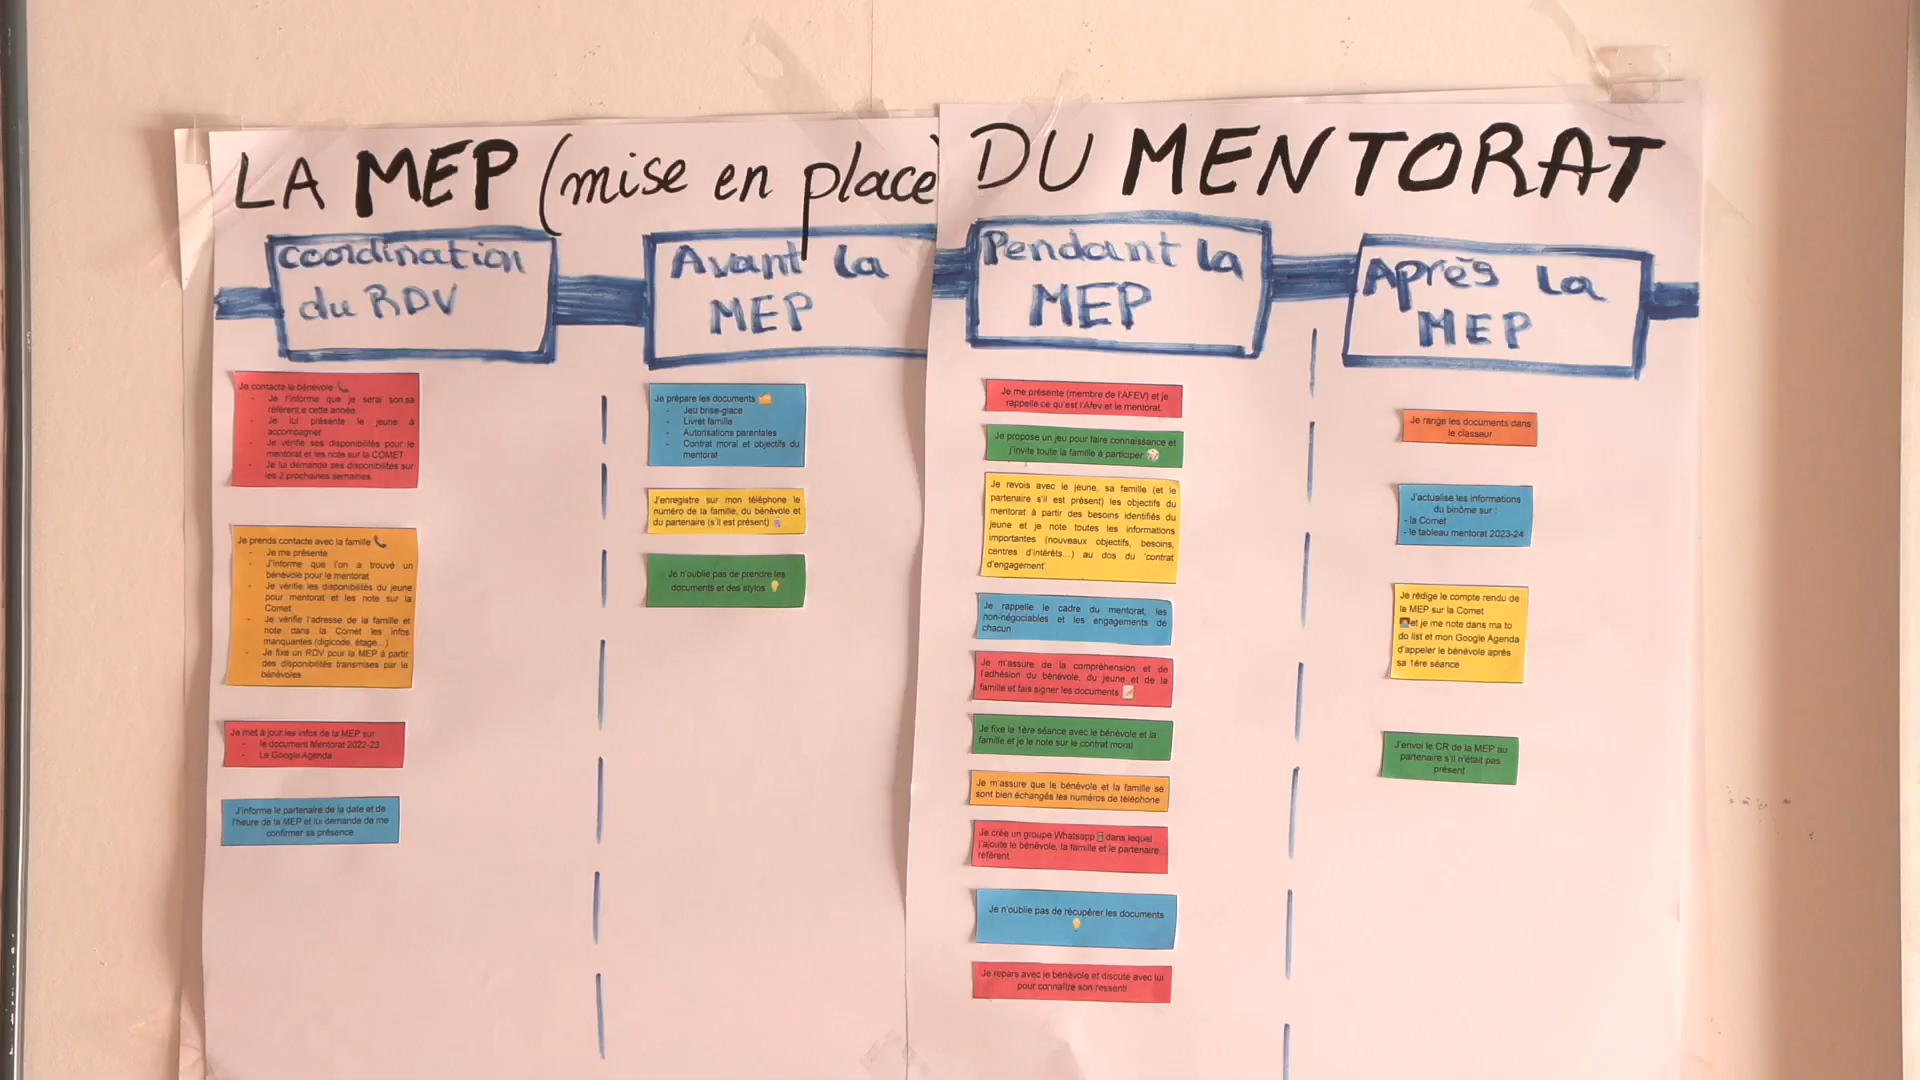 LA MEP (mise en place) DU MENTORAT
coordination
du RDV
Je contacte le bénévole
- Je l'informe que je serai son.sa
référent.e cette année.
- Je lui présente le jeune à
accompagner
- Je vérifie ses disponibilités pour le
mentorat et les note sur la COMET
- Je lui demande ses disponibilités sur
les 2 prochaines semaines.
Je prends contacte avec la famille
- Je me présente
- J'informe que l'on a trouvé un
bénévole pour le mentorat
- Je vérifie les disponibilités du jeune
pour mentorat et les note sur la
Comet
- Je vérifie l'adresse de la famille et
note dans la Comet les infos
manquantes (digicode, étage...)
- Je fixe un RDV pour la MEP à partir
des disponibilités transmises par le
bénévoles
Je met à jour les infos de la MEP sur
- le document Mentorat 2022-23
- Le Google Agenda
J'informe le partenaire de la date et de
l'heure de la MEP et lui demande de me
confirmer sa présence
Avant la
MEP
Je prépare les documents
- Jeu brise-glace
- Livret famille
- Autorisations parentales
- Contrat moral et objectifs du
mentorat
J'enregistre sur mon téléphone le
numéro de la famille, du bénévole et
du partenaire (s'il est présent)
Je n'oublie pas de prendre les
documents et des stylos
Pendant la
MEP
Je me présente (membre de l'AFEV) et je
rappelle ce qu'est l'Afev et le mentorat.
Je propose un jeu pour faire connaissance et
j'invite toute la famille à participer
Je revois avec le jeune, sa famille (et le
partenaire s'il est présent) les objectifs du
mentorat à partir des besoins identifiés du
jeune et je note toutes les informations
importantes (nouveaux objectifs, besoins,
centres d'intérêts...) au dos du 'contrat
d'engagement'
Je rappelle le cadre du mentorat, les
non-négociables et les engagements de
chacun
Je m'assure de la compréhension et de
l'adhésion du bénévole, du jeune et de la
famille et fais signer les documents
Je fixe la 1ère séance avec le bénévole et la
famille et je le note sur le contrat moral
Je m'assure que le bénévole et la famille se
sont bien échangés les numéros de téléphone
Je crée un groupe Whatsapp dans lequel
j'ajoute le bénévole, la famille et le partenaire
référent
Je n'oublie pas de récupérer les documents
Je repars avec le bénévole et discute avec lui
pour connaître son ressenti
Après la
MEP
Je range les documents dans
le classeur
J'actualise les informations
du binôme sur :
- la Comet
- le tableau mentorat 2023-24
Je rédige le compte rendu de
la MEP sur la Comet
et je me note dans ma to
do list et mon Google Agenda
d'appeler le bénévole après
sa 1ère séance
J'envoi le CR de la MEP au
partenaire s'il n'était pas
présent